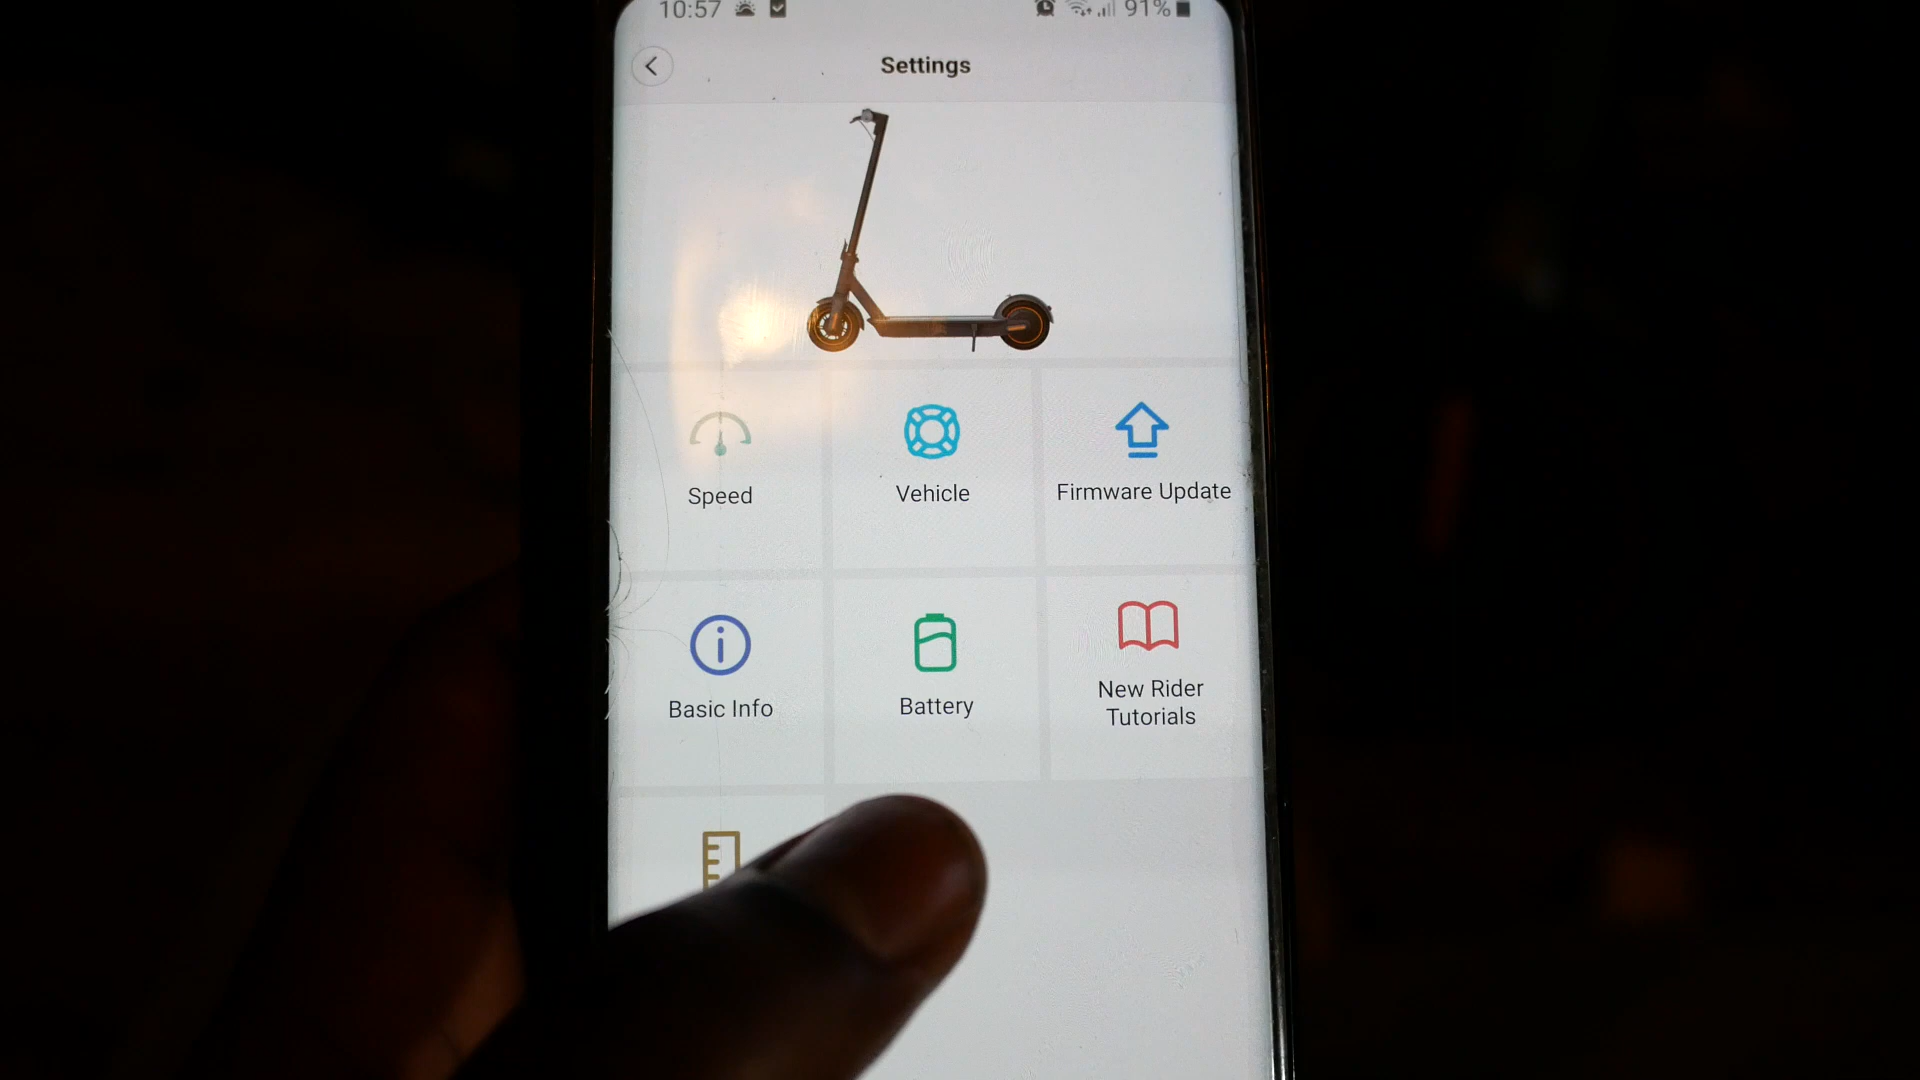 10:57 91%
Settings
Speed Vehicle Firmware Update
Basic Info Battery New Rider
Tutorials